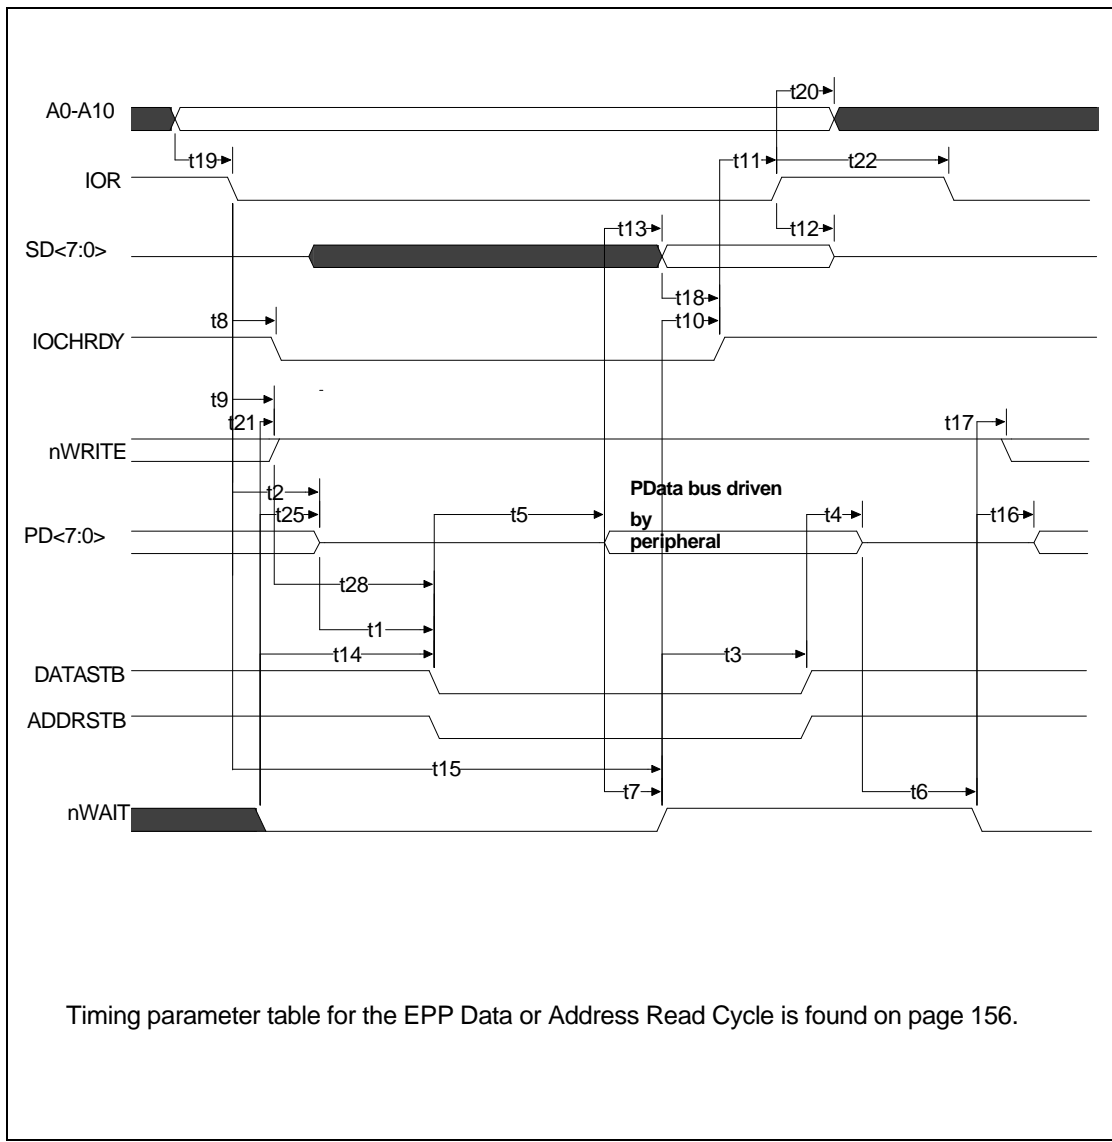 t20
A0-A10
t19
t11
t22
IOR
t13
t12
SD<7:0>
t18
t8
t10
IOCHRDY
t9
t21
t17
nWRITE
t2
PData bus driven
t25
t5
by
t4
t16
PD<7:0>
peripheral
t28
t1
t14
t3
DATASTB
ADDRSTB
t15
t7
t6
nWAIT
Timing parameter table for the EPP Data or Address Read Cycle is found on page 156.